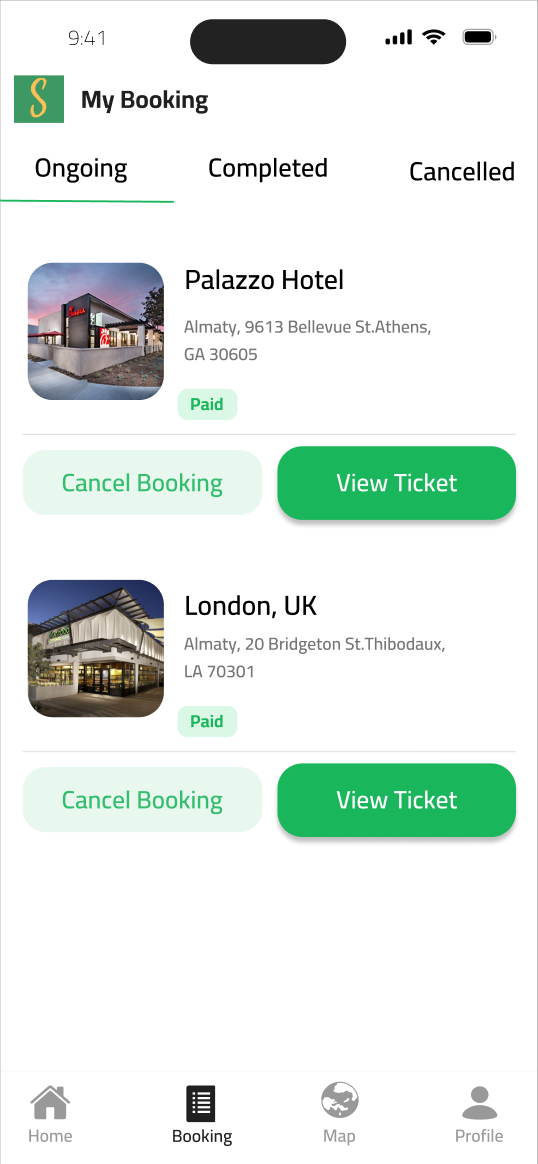 9:41
S
My Booking
Ongoing
Completed
Cancelled
Palazzo Hotel
Almaty, 9613 Bellevue St.Athens,
GA 30605
Paid
Cancel Booking
View Ticket
London, UK
Almaty, 20 Bridgeton St.Thibodaux,
LA 70301
Paid
Cancel Booking
View Ticket
Home
Booking
Map
Profile